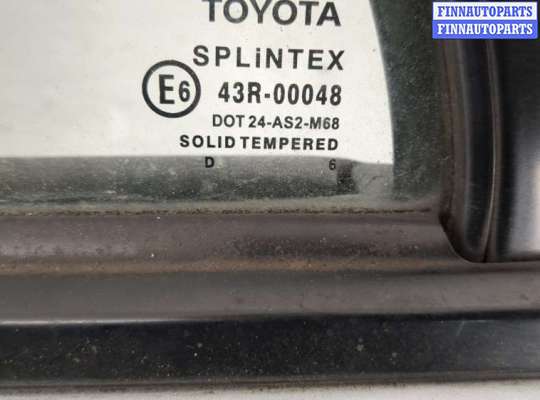 FINNAUTOPARTS
FINNAUTOPARTS
TOYOTA
SPLiNTEX
E6 43R-00048
DOT 24-AS2-M68
SOLID TEMPERED
D 6